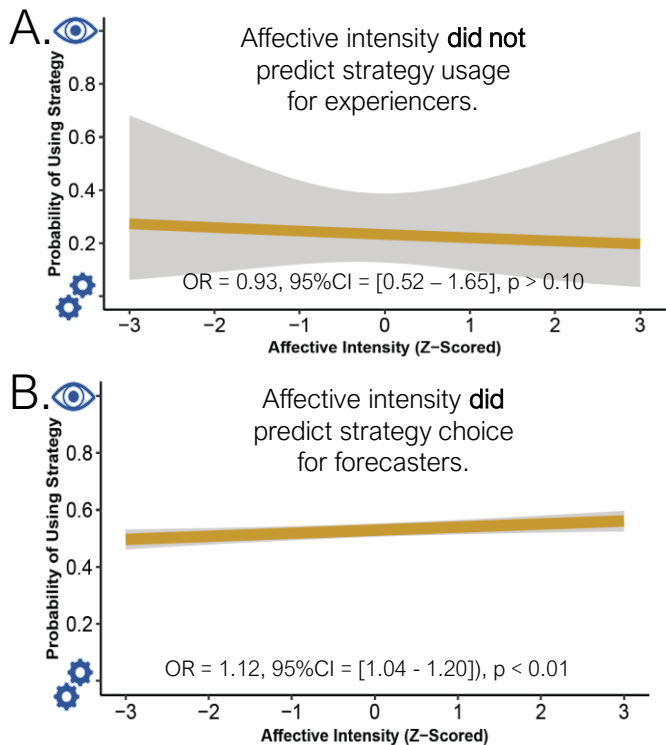 A.
Affective intensity did not
predict strategy usage
for experiencers.
Probability of Using Strategy
0.8
0.6
0.4
0.2
OR = 0.93, 95%CI = [0.52 – 1.65], p > 0.10
−3 −2 −1 0 1 2 3
Affective Intensity (Z−Scored)
B.
Affective intensity did
predict strategy choice
for forecasters.
Probability of Using Strategy
0.8
0.6
0.4
0.2
OR = 1.12, 95%CI = [1.04 - 1.20]), p < 0.01
−3 −2 −1 0 1 2 3
Affective Intensity (Z−Scored)